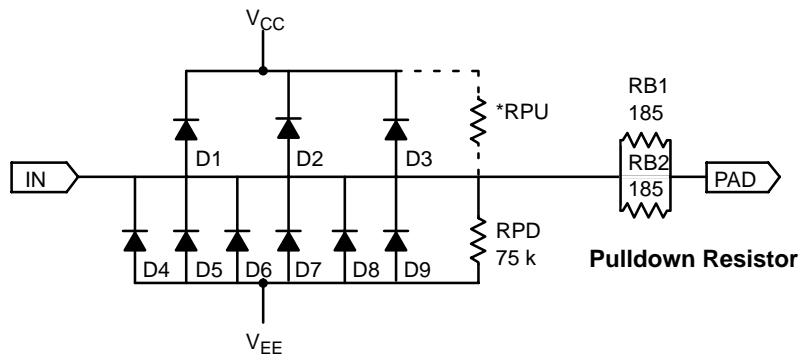 VCC
RB1
185
*RPU
D1
D2
D3
RB2
IN
PAD
185
RPD
75 k
D4
D5
D6
D7
D8
D9
Pulldown Resistor
VEE